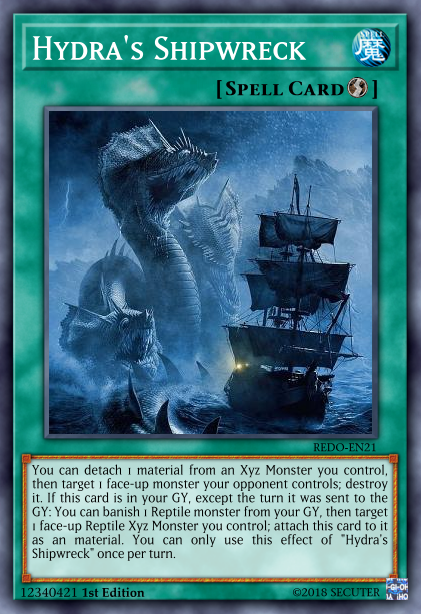 Hydra's Shipwreck
魔
[Spell Card]
REDO-EN21
You can detach 1 material from an Xyz Monster you control,
then target 1 face-up monster your opponent controls; destroy
it. If this card is in your GY, except the turn it was sent to the
GY: You can banish 1 Reptile monster from your GY, then target
1 face-up Reptile Xyz Monster you control; attach this card to it
as an material. You can only use this effect of "Hydra's
Shipwreck" once per turn.
12340421 1st Edition
©2018 SECUTER